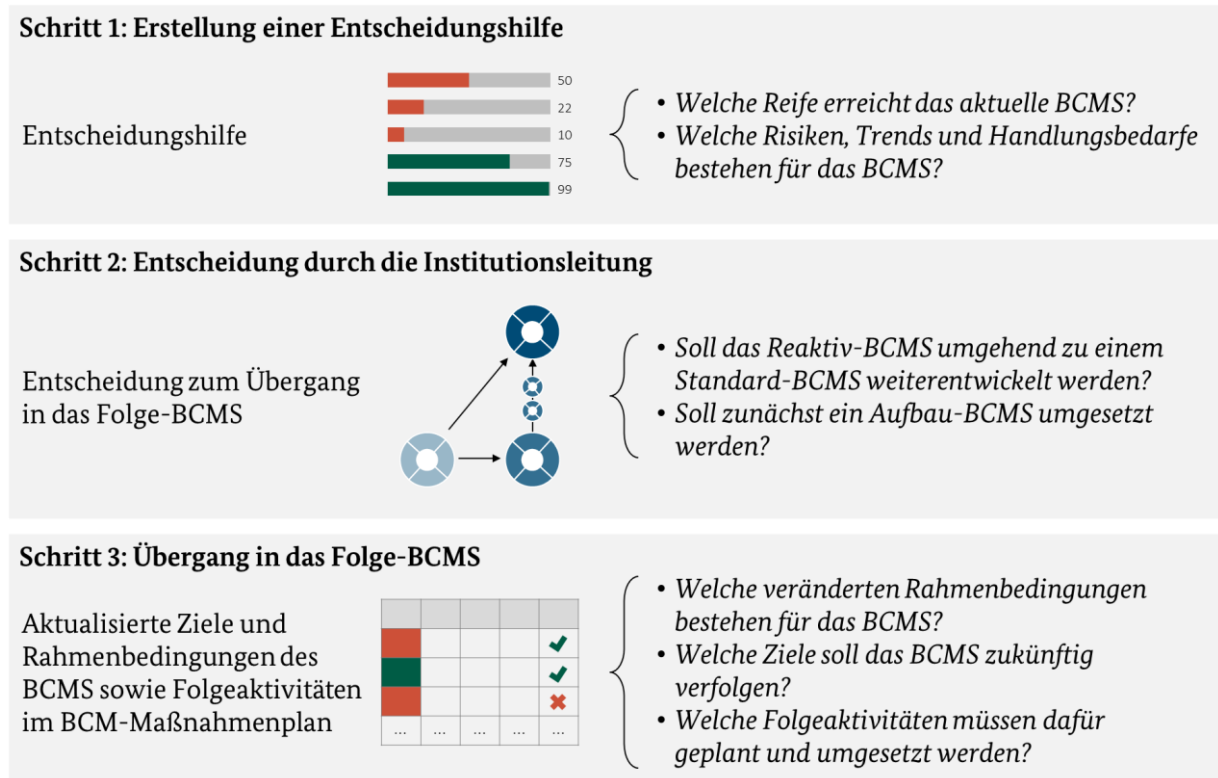 Schritt 1: Erstellung einer Entscheidungshilfe
Entscheidungshilfe
50
22
10
75
99
• Welche Reife erreicht das aktuelle BCMS?
• Welche Risiken, Trends und Handlungsbedarfe
bestehen für das BCMS?
Schritt 2: Entscheidung durch die Institutionsleitung
Entscheidung zum Übergang
in das Folge-BCMS
• Soll das Reaktiv-BCMS umgehend zu einem
Standard-BCMS weiterentwickelt werden?
• Soll zunächst ein Aufbau-BCMS umgesetzt
werden?
Schritt 3: Übergang in das Folge-BCMS
Aktualisierte Ziele und
Rahmenbedingungen des
BCMS sowie Folgeaktivitäten
im BCM-Maßnahmenplan
... ... ... ... ...
• Welche veränderten Rahmenbedingungen
bestehen für das BCMS?
• Welche Ziele soll das BCMS zukünftig
verfolgen?
• Welche Folgeaktivitäten müssen dafür
geplant und umgesetzt werden?